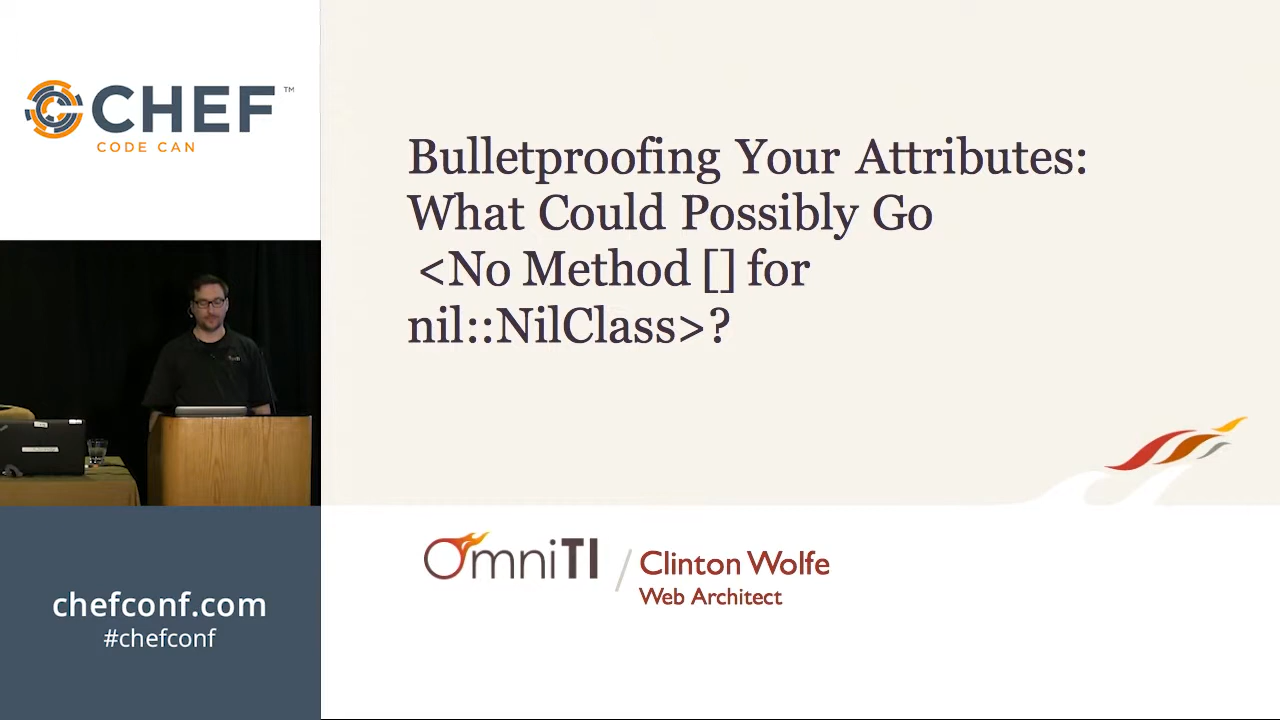 CHEF™
CODE CAN
Bulletproofing Your Attributes:
What Could Possibly Go
<No Method [] for
nil::NilClass>?
OmniTI / Clinton Wolfe
Web Architect
chefconf.com
#chefconf